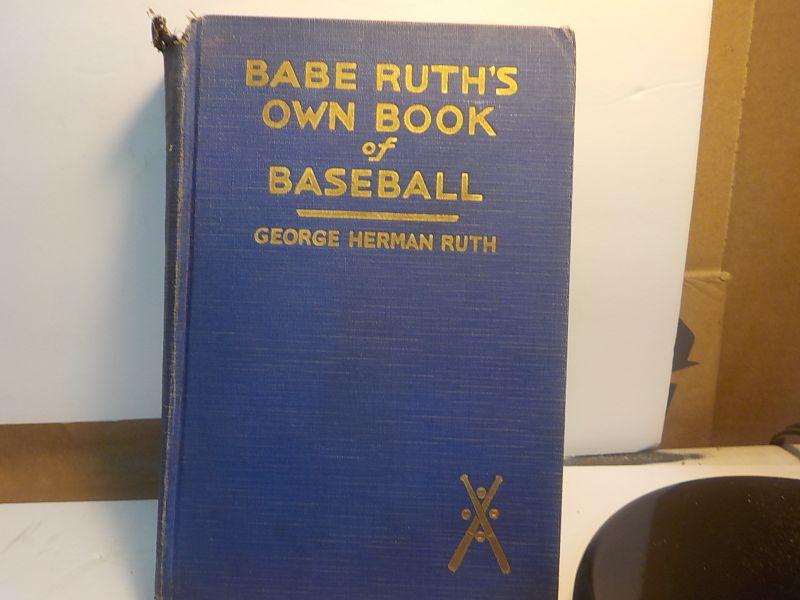 BABE RUTH'S
OWN BOOK
of
BASEBALL
GEORGE HERMAN RUTH